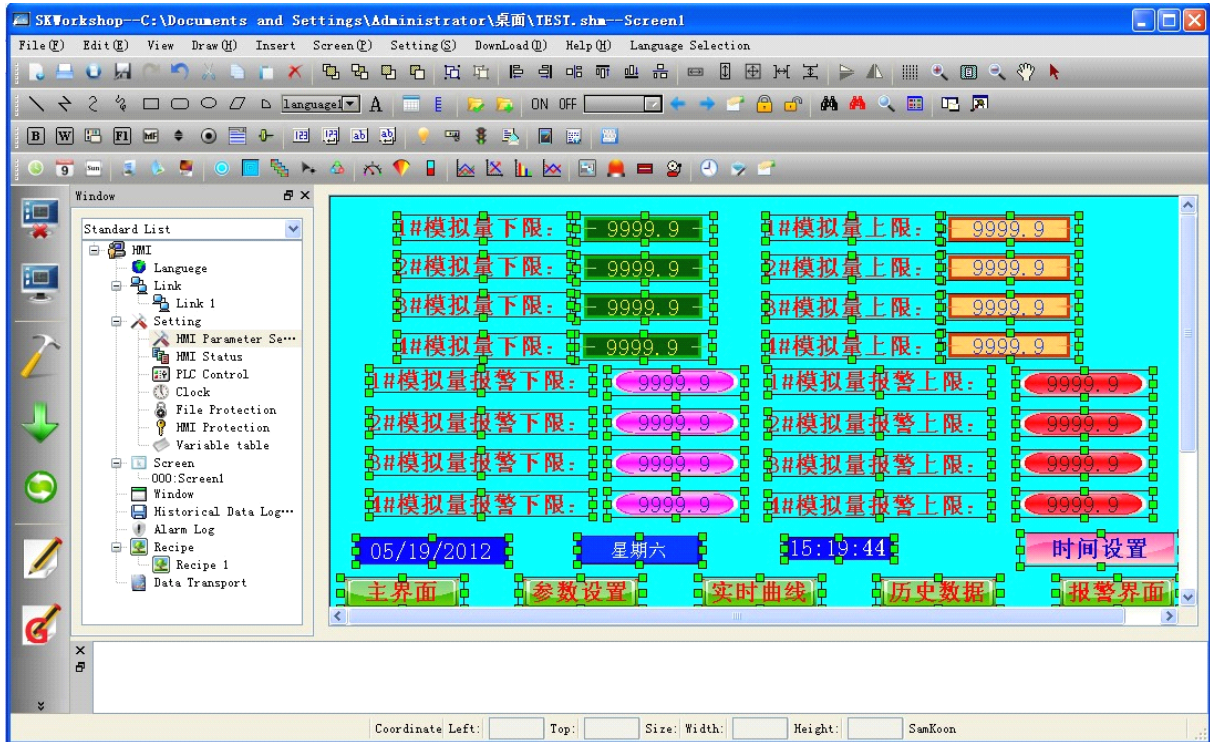 SKWorkshop--C:\Documents and Settings\Administrator\桌面\TEST.shm--Screen1
File(F) Edit(E) View Draw(H) Insert Screen(P) Setting(S) DownLoad(D) Help(H) Language Selection
language1 A ON OFF
B W F1 MF 123 123 ab ab
9 Sun
Window
Standard List
HMI
Languege
Link
Link 1
Setting
HMI Parameter Se...
HMI Status
PLC Control
Clock
File Protection
HMI Protection
Variable table
Screen
000:Screen1
Window
Historical Data Log...
Alarm Log
Recipe
Recipe 1
Data Transport
1#模拟量下限： 9999.9 1#模拟量上限： 9999.9
2#模拟量下限： 9999.9 2#模拟量上限： 9999.9
3#模拟量下限： 9999.9 3#模拟量上限： 9999.9
4#模拟量下限： 9999.9 4#模拟量上限： 9999.9
1#模拟量报警下限： 9999.9 1#模拟量报警上限： 9999.9
2#模拟量报警下限： 9999.9 2#模拟量报警上限： 9999.9
3#模拟量报警下限： 9999.9 3#模拟量报警上限： 9999.9
4#模拟量报警下限： 9999.9 4#模拟量报警上限： 9999.9
05/19/2012 星期六 15:19:44 时间设置
主界面 参数设置 实时曲线 历史数据 报警界面
Coordinate Left: Top: Size: Width: Height: SamKoon